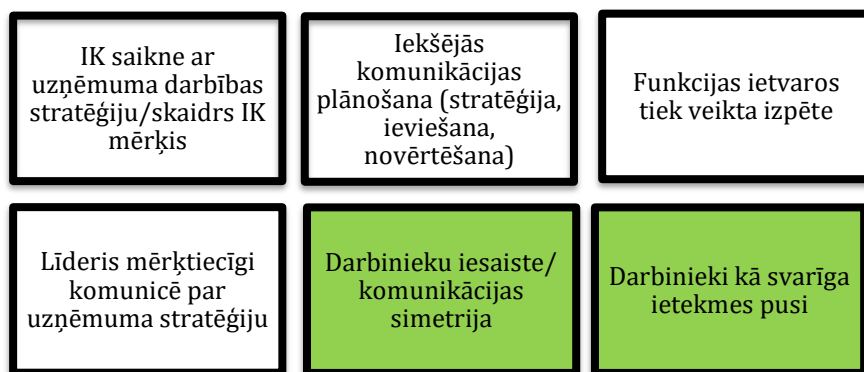 IK saikne ar
uzņēmuma darbības
stratēģiju/skaidrs IK
mērķis
Iekšējās
komunikācijas
plānošana (stratēģija,
ieviešana,
novērtēšana)
Funkcijas ietvaros
tiek veikta izpēte
Līderis mērķtiecīgi
komunicē par
uzņēmuma stratēģiju
Darbinieku iesaiste/
komunikācijas
simetrija
Darbinieki kā svarīga
ietekmes pusi